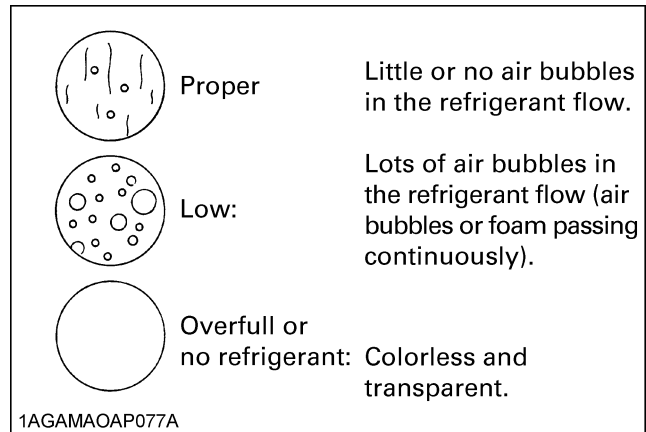 Proper
Little or no air bubbles
in the refrigerant flow.
Low:
Lots of air bubbles in
the refrigerant flow (air
bubbles or foam passing
continuously).
Overfull or
no refrigerant:
Colorless and
transparent.
1AGAMAOAP077A